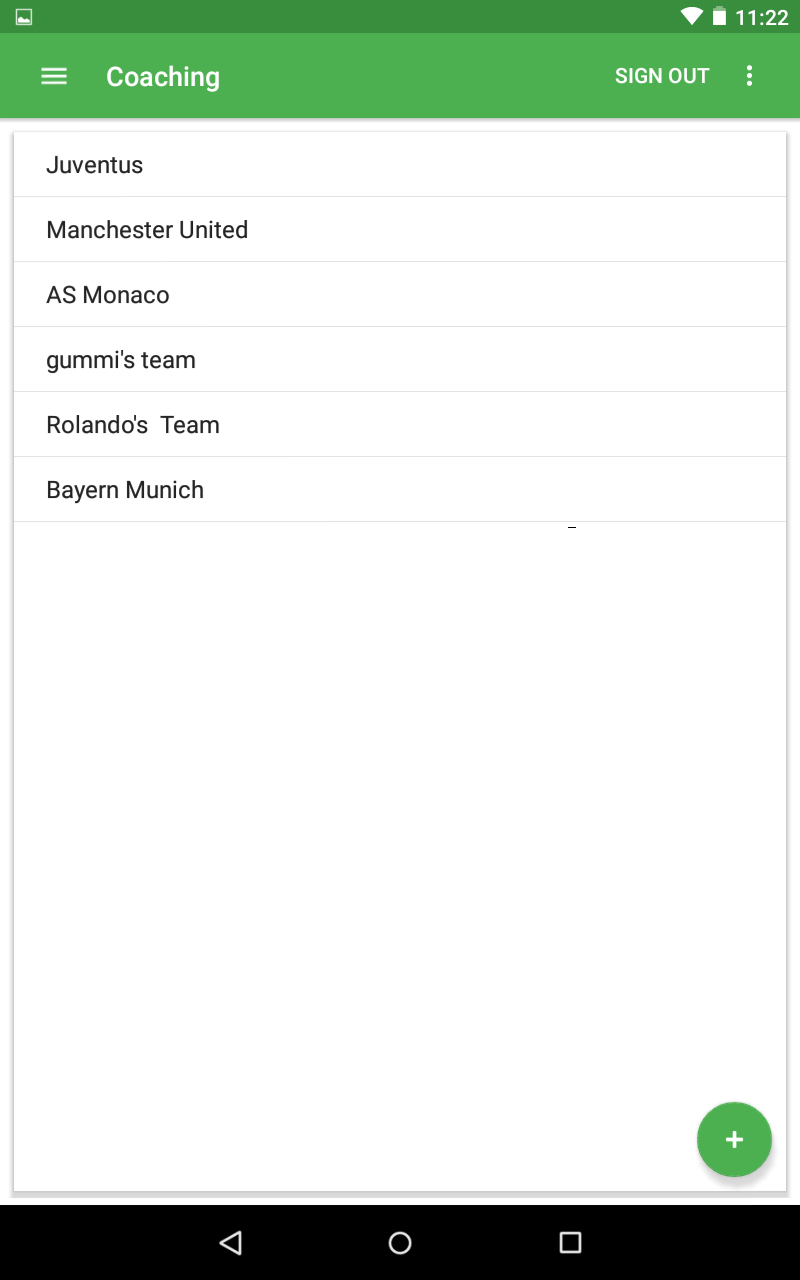 11:22
Coaching SIGN OUT
Juventus
Manchester United
AS Monaco
gummi's team
Rolando's  Team
Bayern Munich